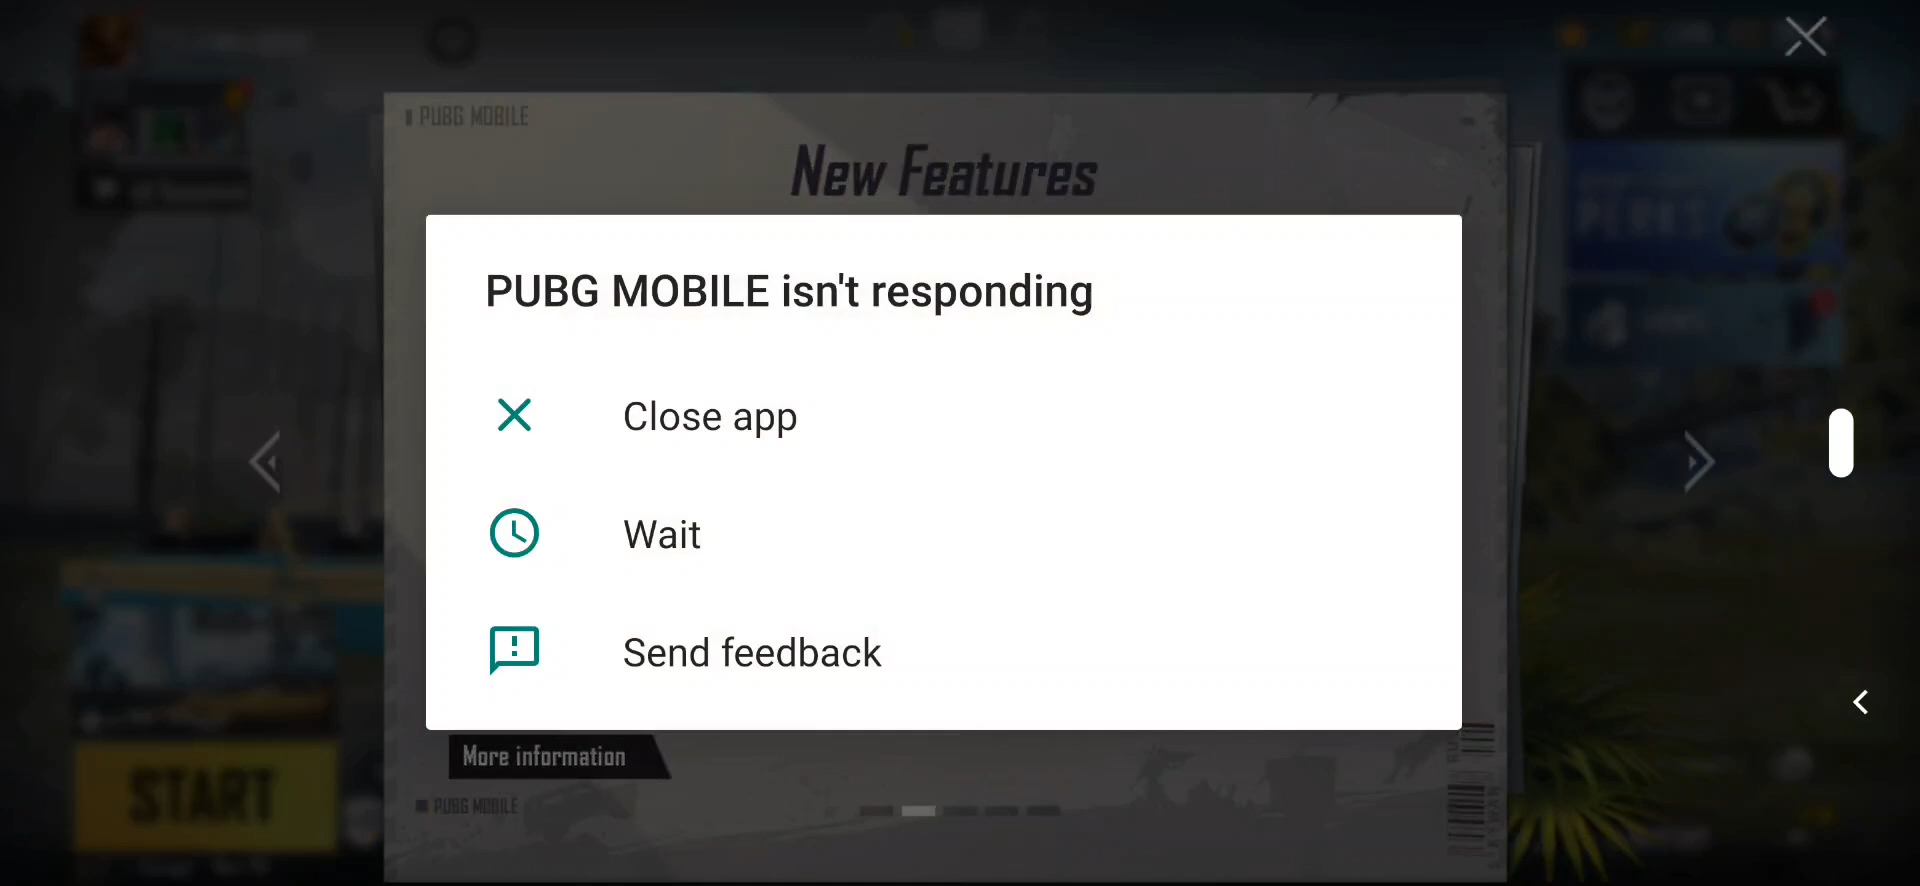 PUBG MOBILE
New Features
PUBG MOBILE isn't responding
Close app
Wait
Send feedback
More information
PUBG MOBILE
START